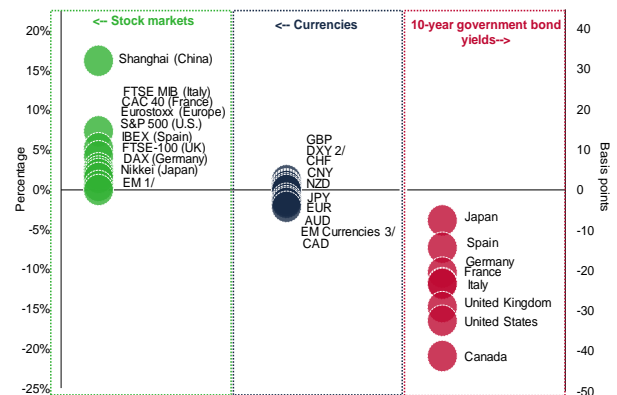 <-- Stock markets
<-- Currencies
10-year government bond
yields-->
Percentage
20%
15%
10%
5%
0%
-5%
-10%
-15%
-20%
-25%
Shanghai (China)
FTSE MIB (Italy)
CAC 40 (France)
Eurostoxx (Europe)
S&P 500 (U.S.)
IBEX (Spain)
FTSE-100 (UK)
DAX (Germany)
Nikkei (Japan)
EM 1/
GBP
DXY 2/
CHF
CNY
NZD
JPY
EUR
AUD
EM Currencies 3/
CAD
Japan
Spain
Germany
France
Italy
United Kingdom
United States
Canada
40
30
20
10
0
-10
-20
-30
-40
-50
Basis points